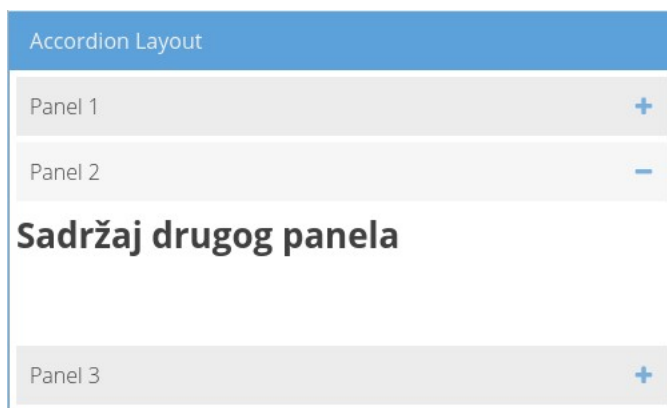 Accordion Layout
Panel 1
Panel 2
Sadržaj drugog panela
Panel 3